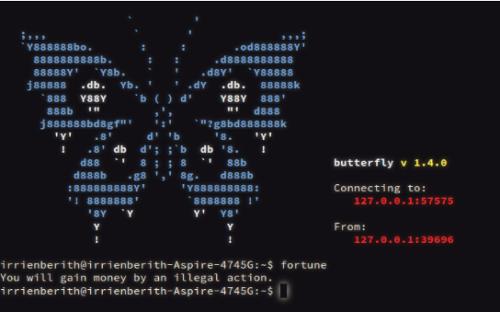 butterfly v 1.4.0
Connecting to:
127.0.0.1:57575
From:
127.0.0.1:39696
irrienberith@irrienberith-Aspire-4745G:~$ fortune
You will gain money by an illegal action.
irrienberith@irrienberith-Aspire-4745G:~$